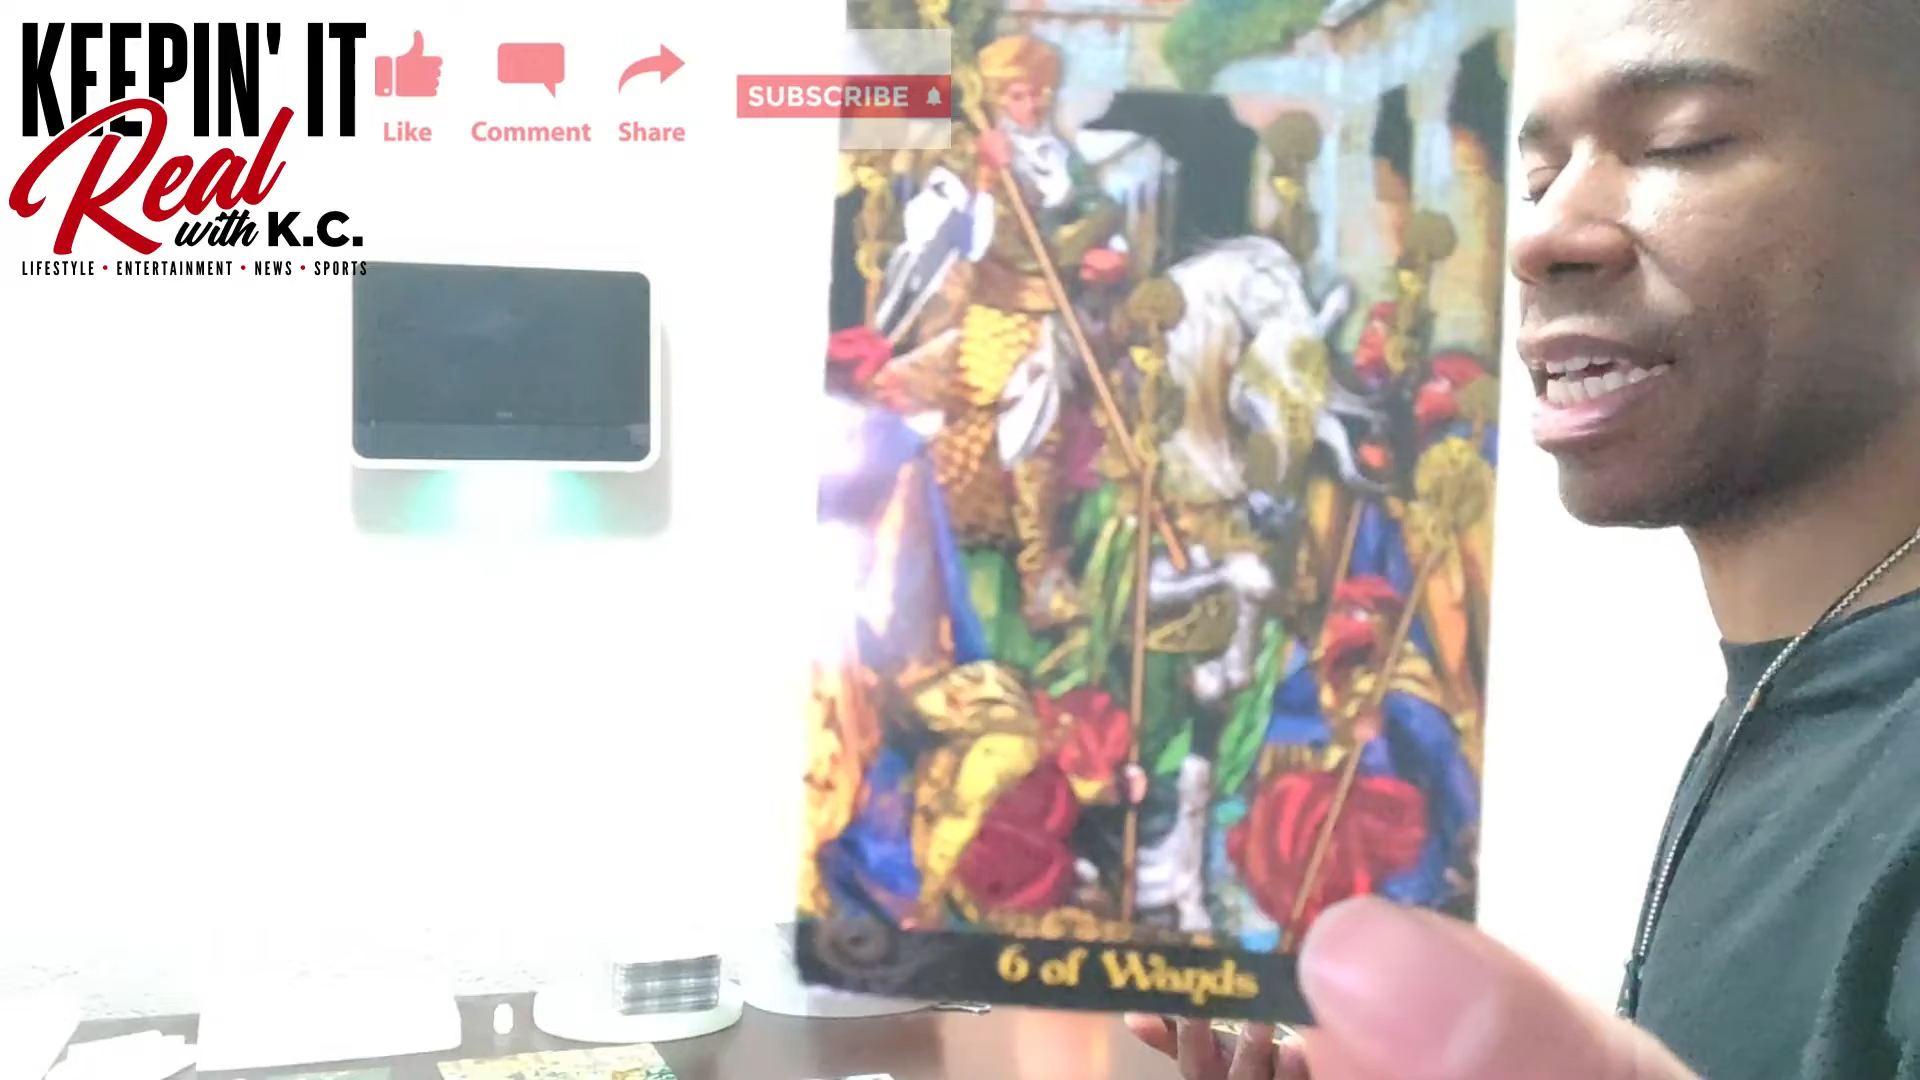 KEEPIN' IT
Real
with K.C.
LIFESTYLE • ENTERTAINMENT • NEWS • SPORTS
Like
Comment
Share
SUBSCRIBE
6 of Wands